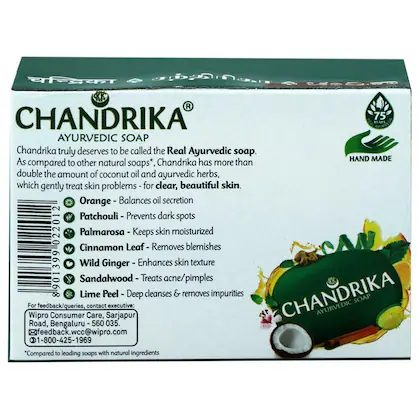 चन्द्रिका
SKR
CHANDRIKA®
AYURVEDIC SOAP
75
YEARS
HAND MADE
Chandrika truly deserves to be called the Real Ayurvedic soap.
As compared to other natural soaps*, Chandrika has more than
double the amount of coconut oil and ayurvedic herbs,
which gently treat skin problems - for clear, beautiful skin.
Orange - Balances oil secretion
Patchouli - Prevents dark spots
Palmarosa - Keeps skin moisturized
Cinnamon Leaf - Removes blemishes
Wild Ginger - Enhances skin texture
Sandalwood - Treats acne/pimples
Lime Peel - Deep cleanses & removes impurities
8901399022012
CHANDRIKA
AYURVEDIC SOAP
For feedback/queries, contact executive:
Wipro Consumer Care, Sarjapur
Road, Bengaluru - 560 035.
feedback.wcc@wipro.com
1-800-425-1969
*Compared to leading soaps with natural ingredients